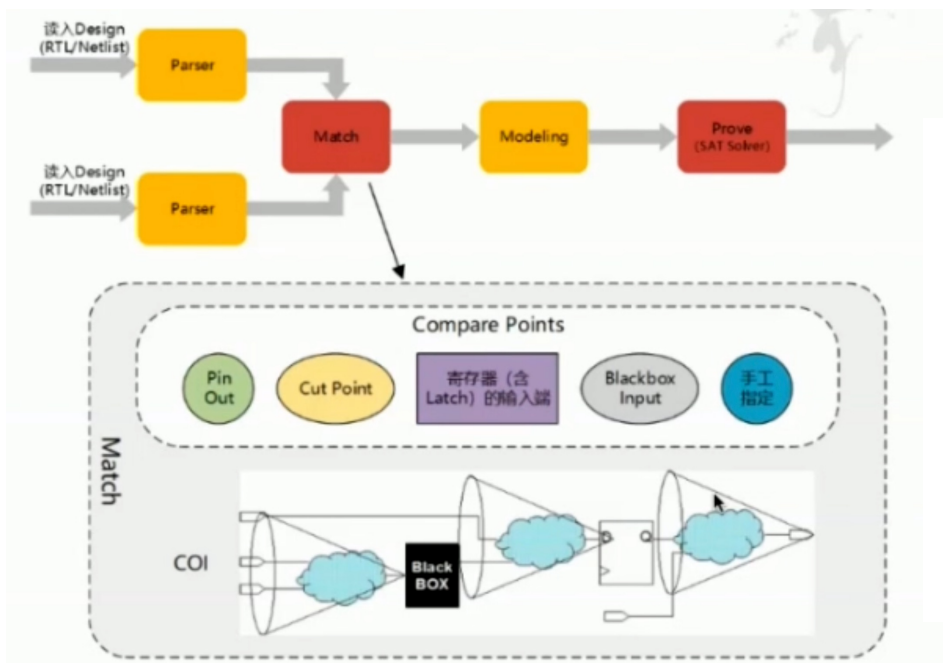 读入Design
(RTL/Netlist)
Parser
Match
Modeling
Prove
(SAT Solver)
读入Design
(RTL/Netlist)
Parser
Compare Points
Pin
Out
Cut Point
寄存器（含
Latch）的输入端
Blackbox
Input
手工
指定
Match
COI
Black
BOX